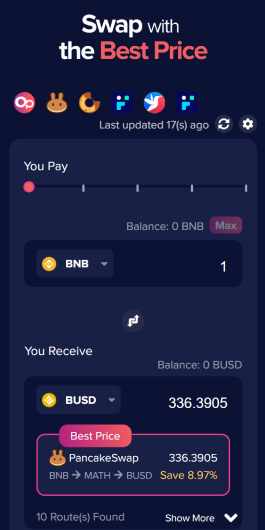 Swap with
the Best Price
Op
Last updated 17(s) ago
You Pay
Balance: 0 BNB Max
BNB 1
You Receive
Balance: 0 BUSD
BUSD 336.3905
Best Price
PancakeSwap 336.3905
BNB → MATH → BUSD Save 8.97%
10 Route(s) Found Show More